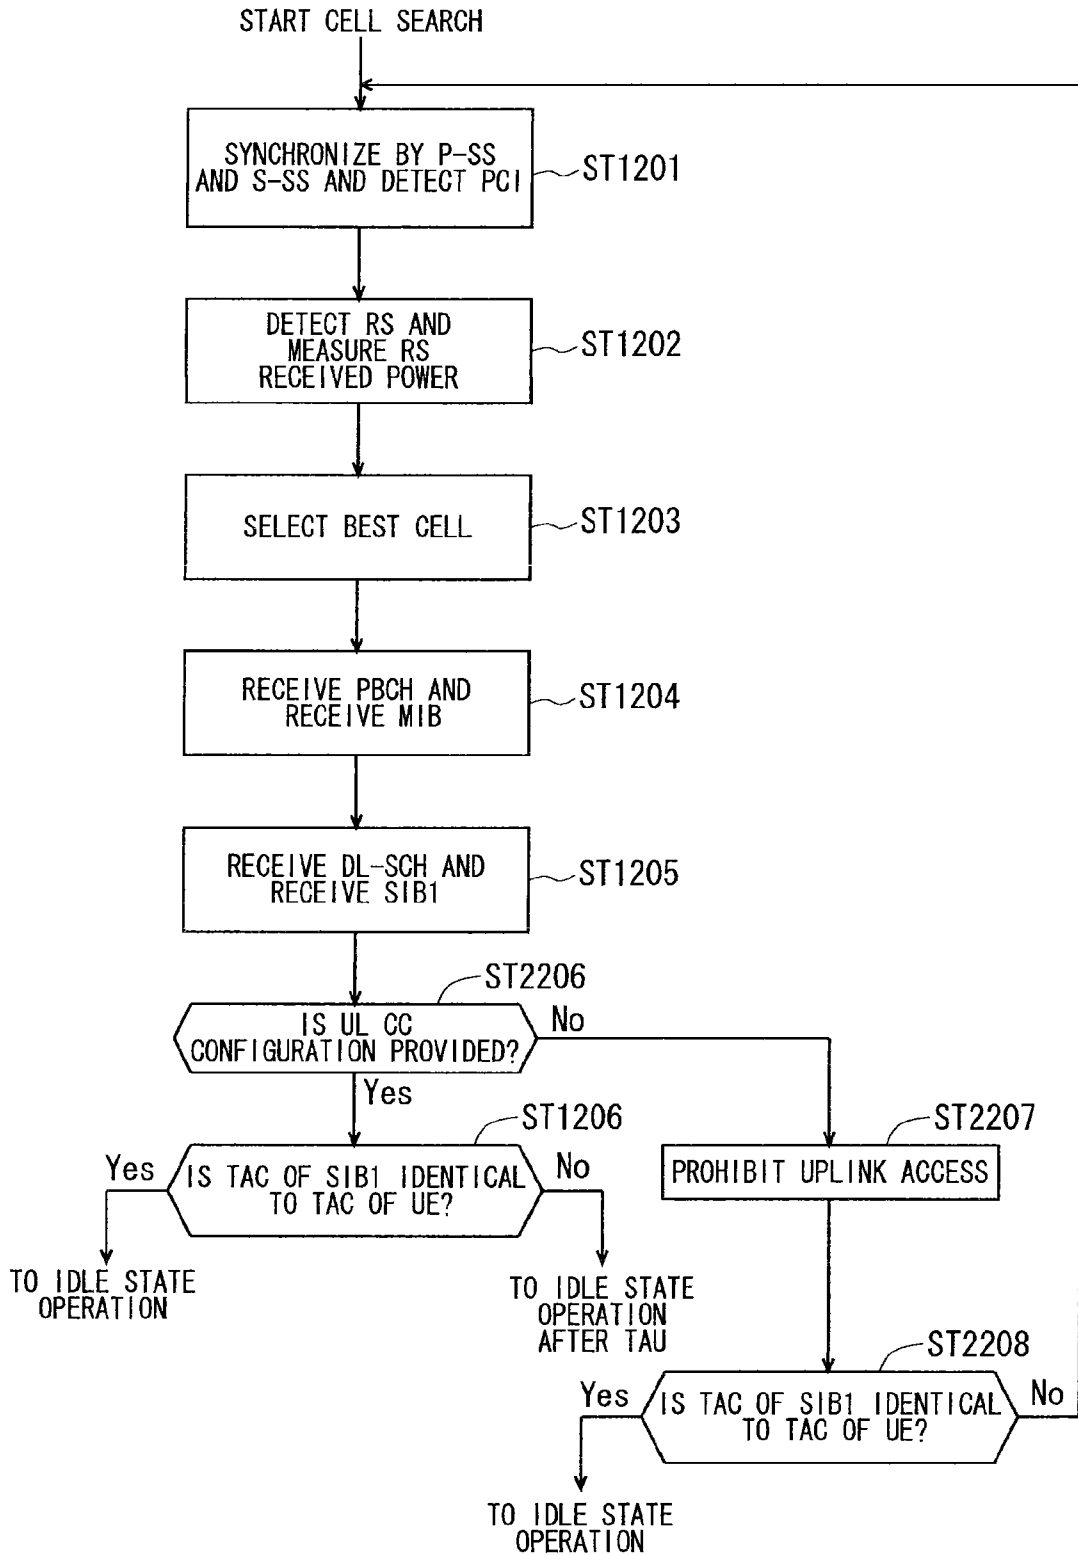 START CELL SEARCH
SYNCHRONIZE BY P-SS
AND S-SS AND DETECT PCI
ST1201
DETECT RS AND
MEASURE RS
RECEIVED POWER
ST1202
SELECT BEST CELL
ST1203
RECEIVE PBCH AND
RECEIVE MIB
ST1204
RECEIVE DL-SCH AND
RECEIVE SIB1
ST1205
ST2206
IS UL CC
CONFIGURATION PROVIDED?
No
Yes
ST1206
IS TAC OF SIB1 IDENTICAL
TO TAC OF UE?
Yes
No
TO IDLE STATE
OPERATION
TO IDLE STATE
OPERATION
AFTER TAU
ST2207
PROHIBIT UPLINK ACCESS
ST2208
IS TAC OF SIB1 IDENTICAL
TO TAC OF UE?
Yes
No
TO IDLE STATE
OPERATION